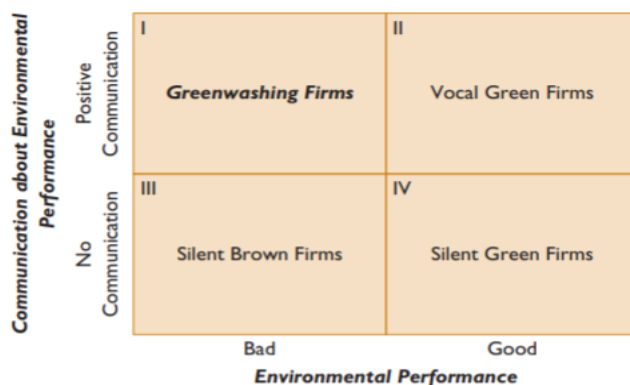 Communication about Environmental
Performance
Positive
Communication
No
Communication
I
Greenwashing Firms
II
Vocal Green Firms
III
Silent Brown Firms
IV
Silent Green Firms
Bad
Good
Environmental Performance